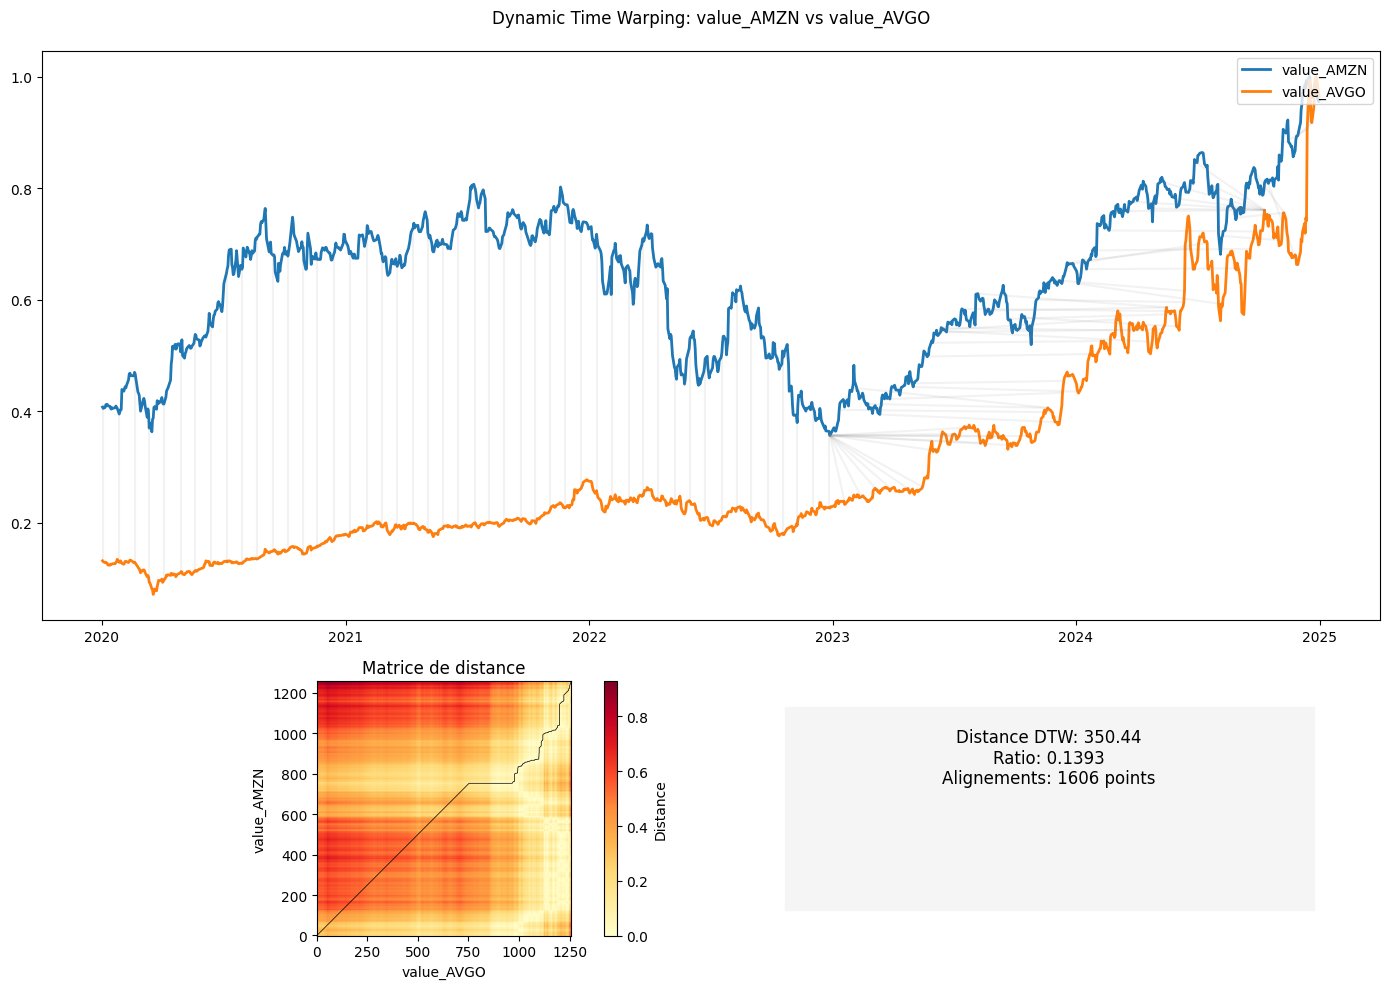 Dynamic Time Warping: value_AMZN vs value_AVGO
1.0
0.8
0.6
0.4
0.2
value_AMZN
value_AVGO
2020 2021 2022 2023 2024 2025
Matrice de distance
1200
1000
800
600
400
200
0
value_AMZN
0 250 500 750 1000 1250
value_AVGO
0.8
0.6
0.4
0.2
0.0
Distance
Distance DTW: 350.44
Ratio: 0.1393
Alignements: 1606 points